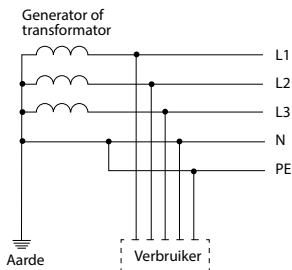 Generator of
transformator
L1
L2
L3
N
PE
Aarde
Verbruiker